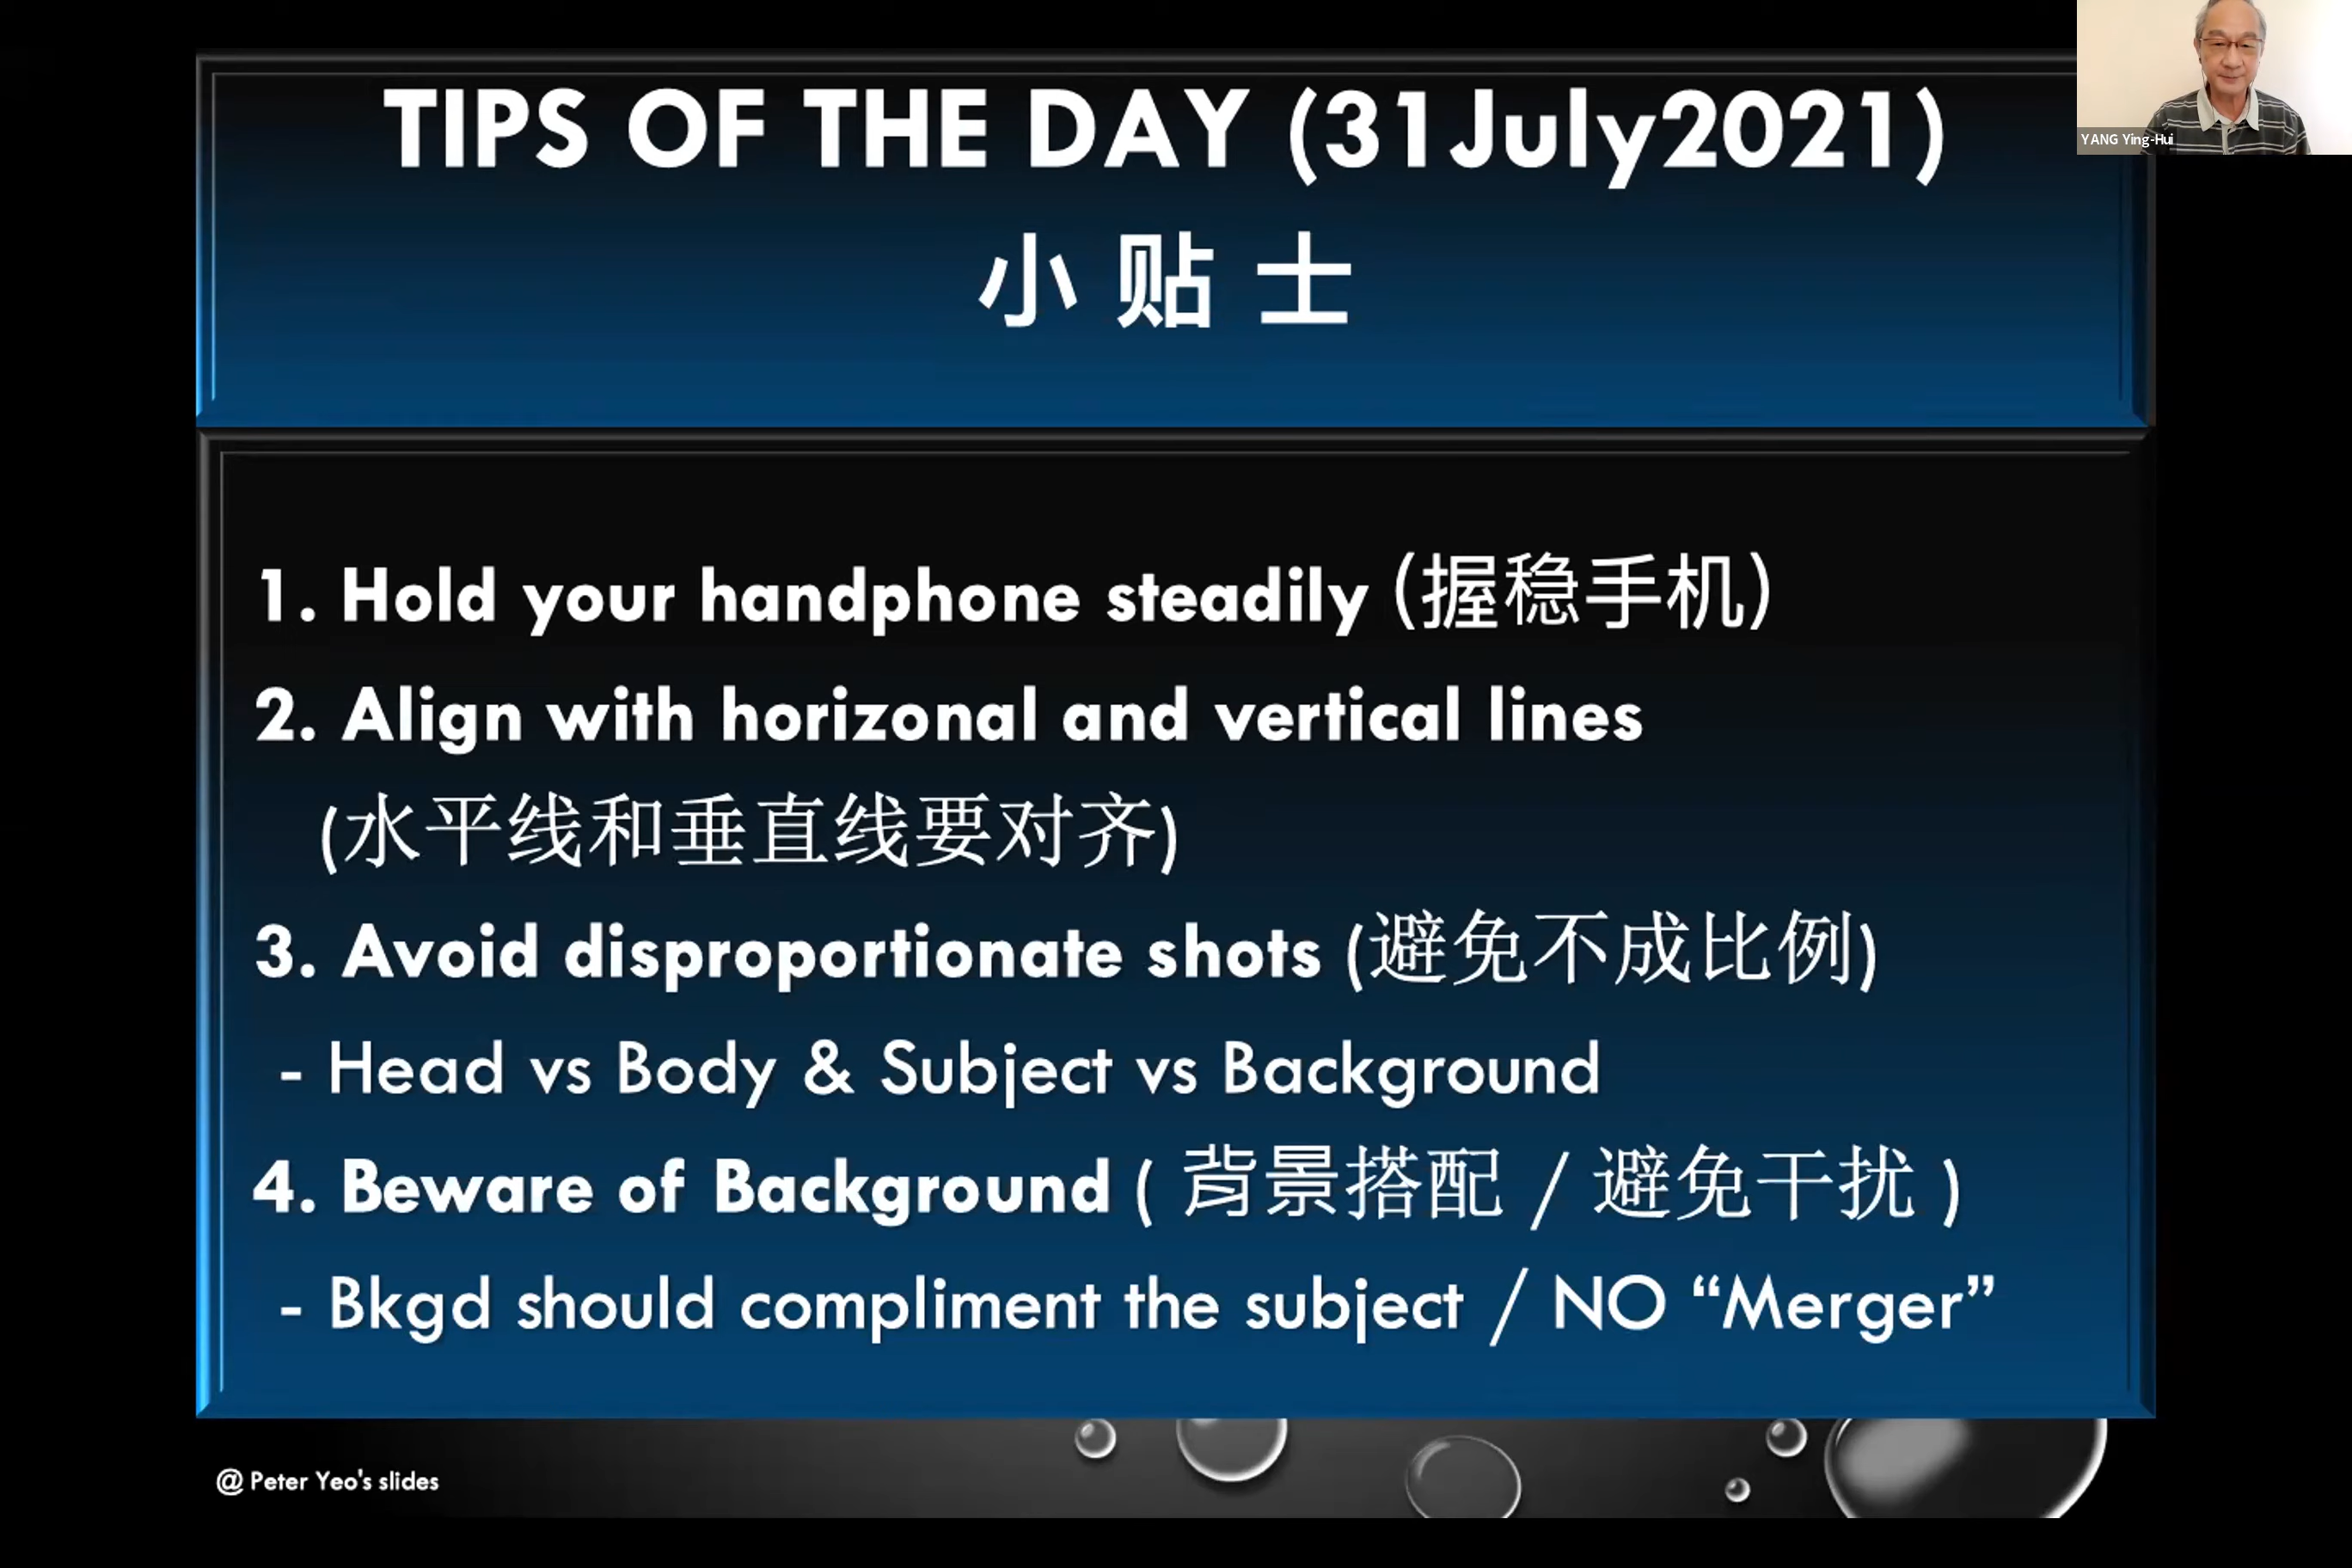 TIPS OF THE DAY (31July2021)
小 贴 士
1. Hold your handphone steadily (握稳手机)
2. Align with horizonal and vertical lines
(水平线和垂直线要对齐)
3. Avoid disproportionate shots (避免不成比例)
- Head vs Body & Subject vs Background
4. Beware of Background ( 背景搭配 / 避免干扰 )
- Bkgd should compliment the subject / NO “Merger”
@ Peter Yeo's slides
YANG Ying-Hui